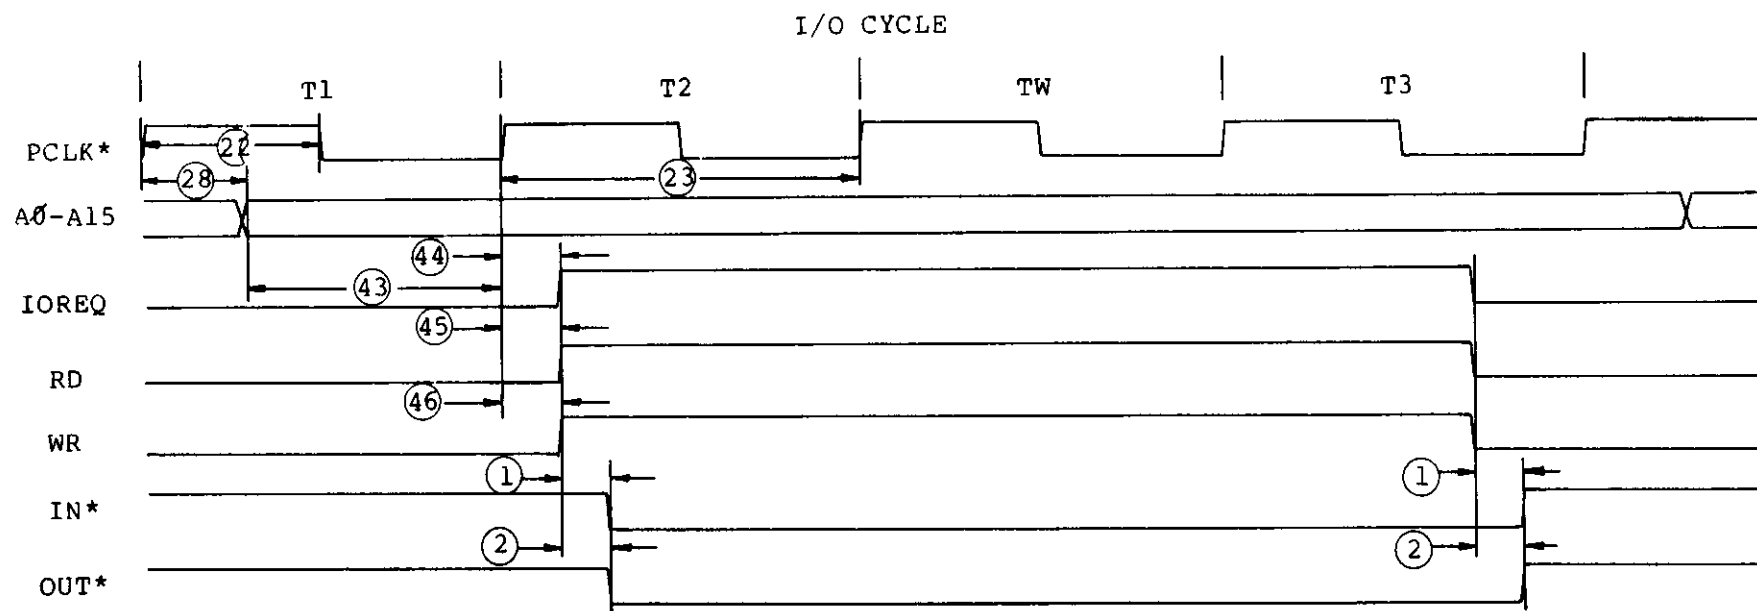 I/O CYCLE
T1 T2 TW T3
PCLK* 22
28 23
AØ-A15
44
43
IOREQ
45
RD
46
WR
1 1
IN*
2 2
OUT*